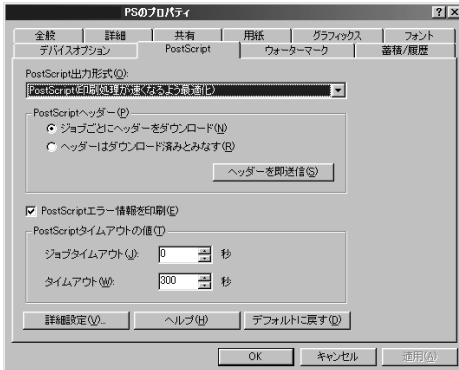 PSのプロパティ
全般 詳細 共有 用紙 グラフィックス フォント
デバイスオプション PostScript ウォーターマーク 蓄積/履歴
PostScript出力形式(O):
PostScript(印刷処理が速くなるよう最適化)
PostScriptヘッダー(P)
ジョブごとにヘッダーをダウンロード(N)
ヘッダーはダウンロード済みとみなす(R)
ヘッダーを即送信(S)
PostScriptエラー情報を印刷(E)
PostScriptタイムアウトの値(T)
ジョブタイムアウト(J): 0 秒
タイムアウト(W): 300 秒
詳細設定(V)... ヘルプ(H) デフォルトに戻す(D)
OK キャンセル 適用(A)